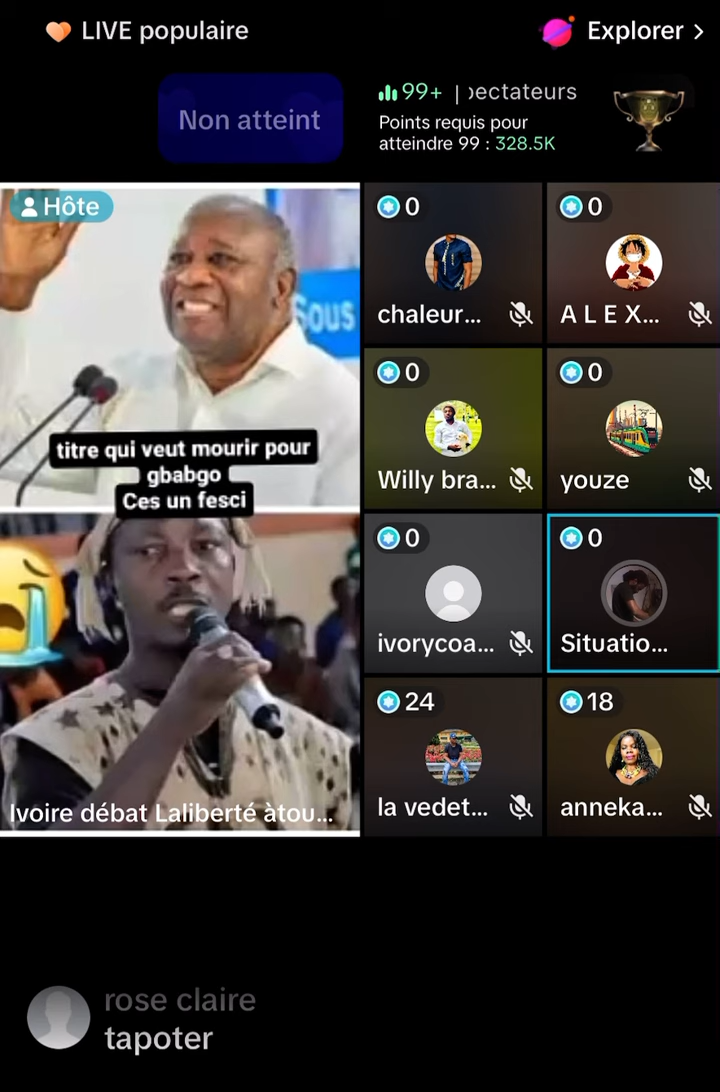 LIVE populaire
Explorer >
Non atteint
99+ | pectateurs
Points requis pour
atteindre 99 : 328.5K
Hôte
Sous
titre qui veut mourir pour
gbabgo
Ces un fesci
Ivoire débat Laliberté àtou...
0
chaleur...
0
A L E X...
0
Willy bra...
0
youze
0
ivorycoa...
0
Situatio...
24
la vedet...
18
anneka...
rose claire
tapoter